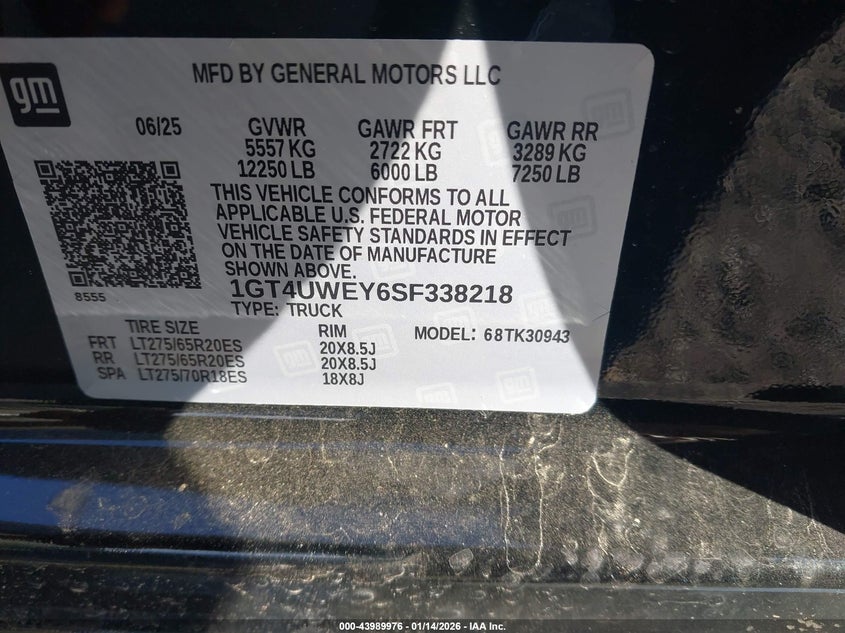 gm
MFD BY GENERAL MOTORS LLC
06/25 GVWR GAWR FRT GAWR RR
5557 KG 2722 KG 3289 KG
12250 LB 6000 LB 7250 LB
THIS VEHICLE CONFORMS TO ALL
APPLICABLE U.S. FEDERAL MOTOR
VEHICLE SAFETY STANDARDS IN EFFECT
ON THE DATE OF MANUFACTURE
SHOWN ABOVE.
8555
1GT4UWEY6SF338218
TYPE: TRUCK
TIRE SIZE RIM MODEL: 68TK30943
FRT LT275/65R20ES 20X8.5J
RR LT275/65R20ES 20X8.5J
SPA LT275/70R18ES 18X8J
000-43989976 - 01/14/2026 - IAA Inc.